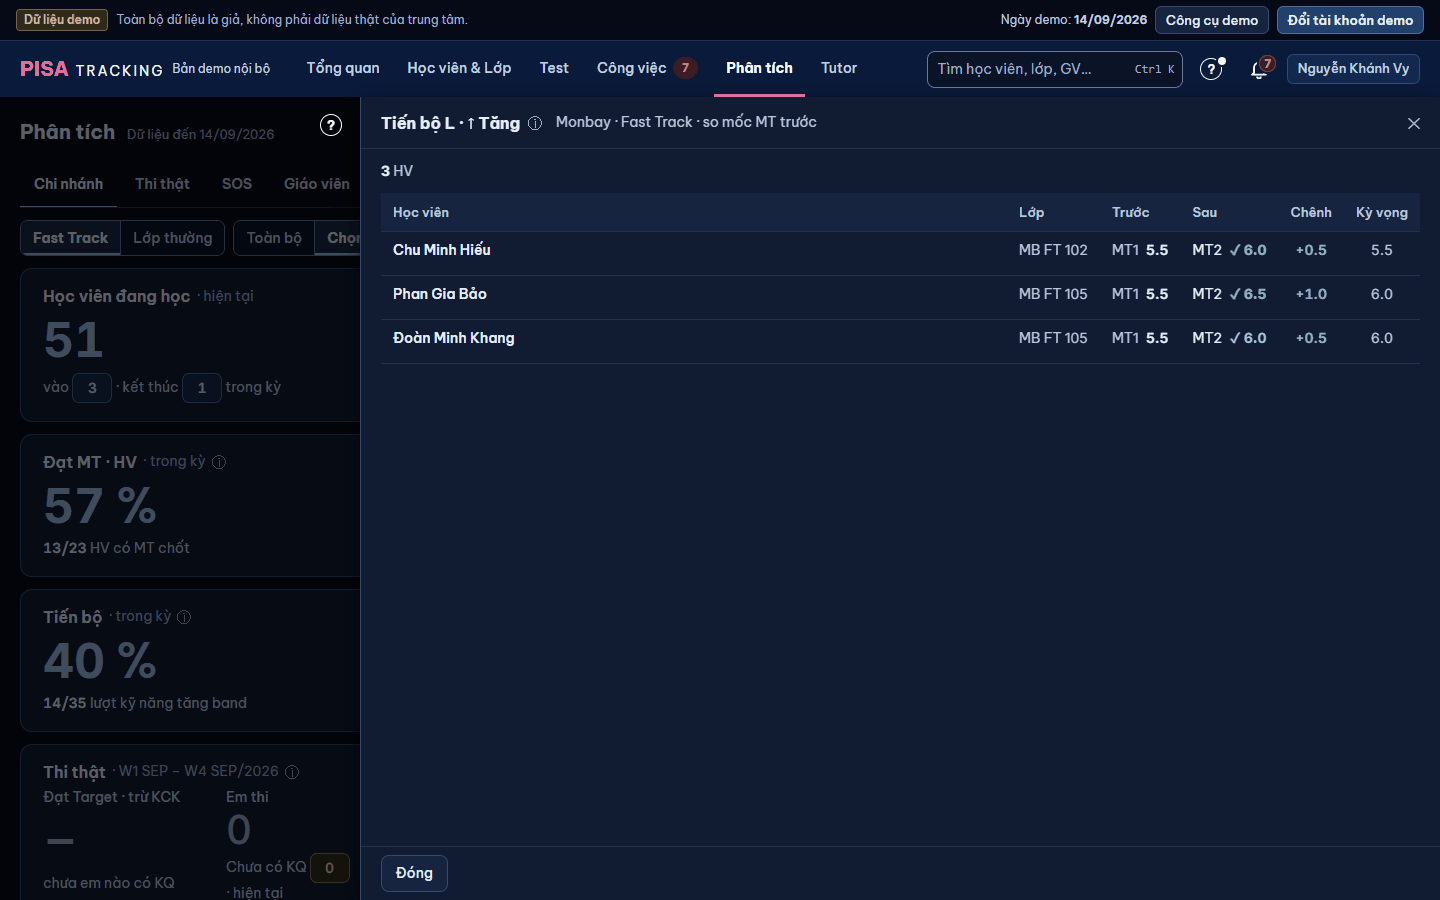 Dữ liệu demo Toàn bộ dữ liệu là giả, không phải dữ liệu thật của trung tâm. Ngày demo: 14/09/2026 Công cụ demo Đổi tài khoản demo
PISA TRACKING Bản demo nội bộ Tổng quan Học viên & Lớp Test Công việc 7 Phân tích Tutor Tìm học viên, lớp, GV... Ctrl K ? 7 Nguyễn Khánh Vy
Phân tích Dữ liệu đến 14/09/2026 ?
Chi nhánh Thi thật SOS Giáo viên
Fast Track Lớp thường Toàn bộ
Học viên đang học · hiện tại
51
vào 3 · kết thúc 1 trong kỳ
Đạt MT · HV · trong kỳ ⓘ
57 %
13/23 HV có MT chốt
Tiến bộ · trong kỳ ⓘ
40 %
14/35 lượt kỹ năng tăng band
Thi thật · W1 SEP – W4 SEP/2026 ⓘ
Đạt Target · trừ KCK Em thi
– 0
chưa em nào có KQ Chưa có KQ 0
· hiện tại
Tiến bộ L · ↑ Tăng ⓘ Monbay · Fast Track · so mốc MT trước
3 HV
Học viên Lớp Trước Sau Chênh Kỳ vọng
Chu Minh Hiếu MB FT 102 MT1 5.5 MT2 ✓ 6.0 +0.5 5.5
Phan Gia Bảo MB FT 105 MT1 5.5 MT2 ✓ 6.5 +1.0 6.0
Đoàn Minh Khang MB FT 105 MT1 5.5 MT2 ✓ 6.0 +0.5 6.0
Đóng